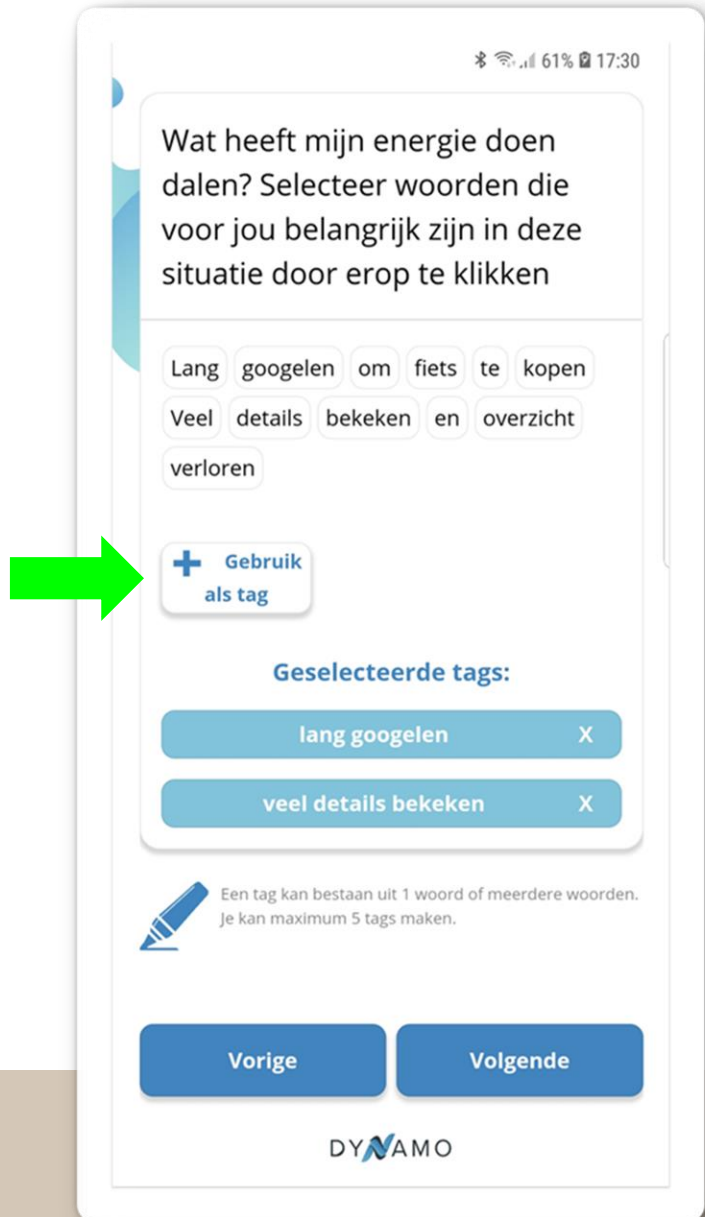 61% 17:30
Wat heeft mijn energie doen
dalen? Selecteer woorden die
voor jou belangrijk zijn in deze
situatie door erop te klikken
Lang googelen om fiets te kopen
Veel details bekeken en overzicht
verloren
+ Gebruik
als tag
Geselecteerde tags:
lang googelen X
veel details bekeken X
Een tag kan bestaan uit 1 woord of meerdere woorden.
Je kan maximum 5 tags maken.
Vorige Volgende
DYNAMO